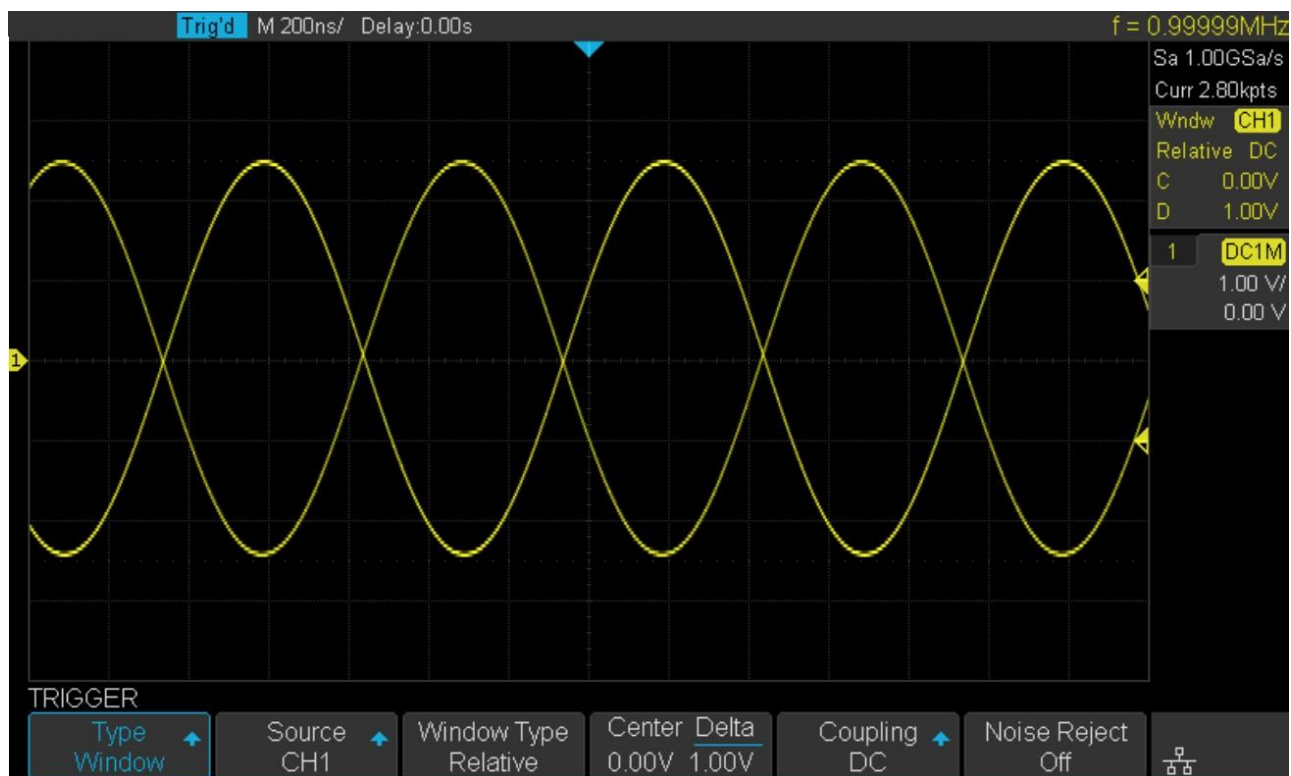 Trig'd M 200ns/ Delay:0.00s f = 0.99999MHz
Sa 1.00GSa/s
Curr 2.80kpts
Wndw CH1
Relative DC
C 0.00V
D 1.00V
1 DC1M
1.00 V/
0.00 V
1
TRIGGER
Type Source Window Type Center Delta Coupling Noise Reject
Window CH1 Relative 0.00V 1.00V DC Off